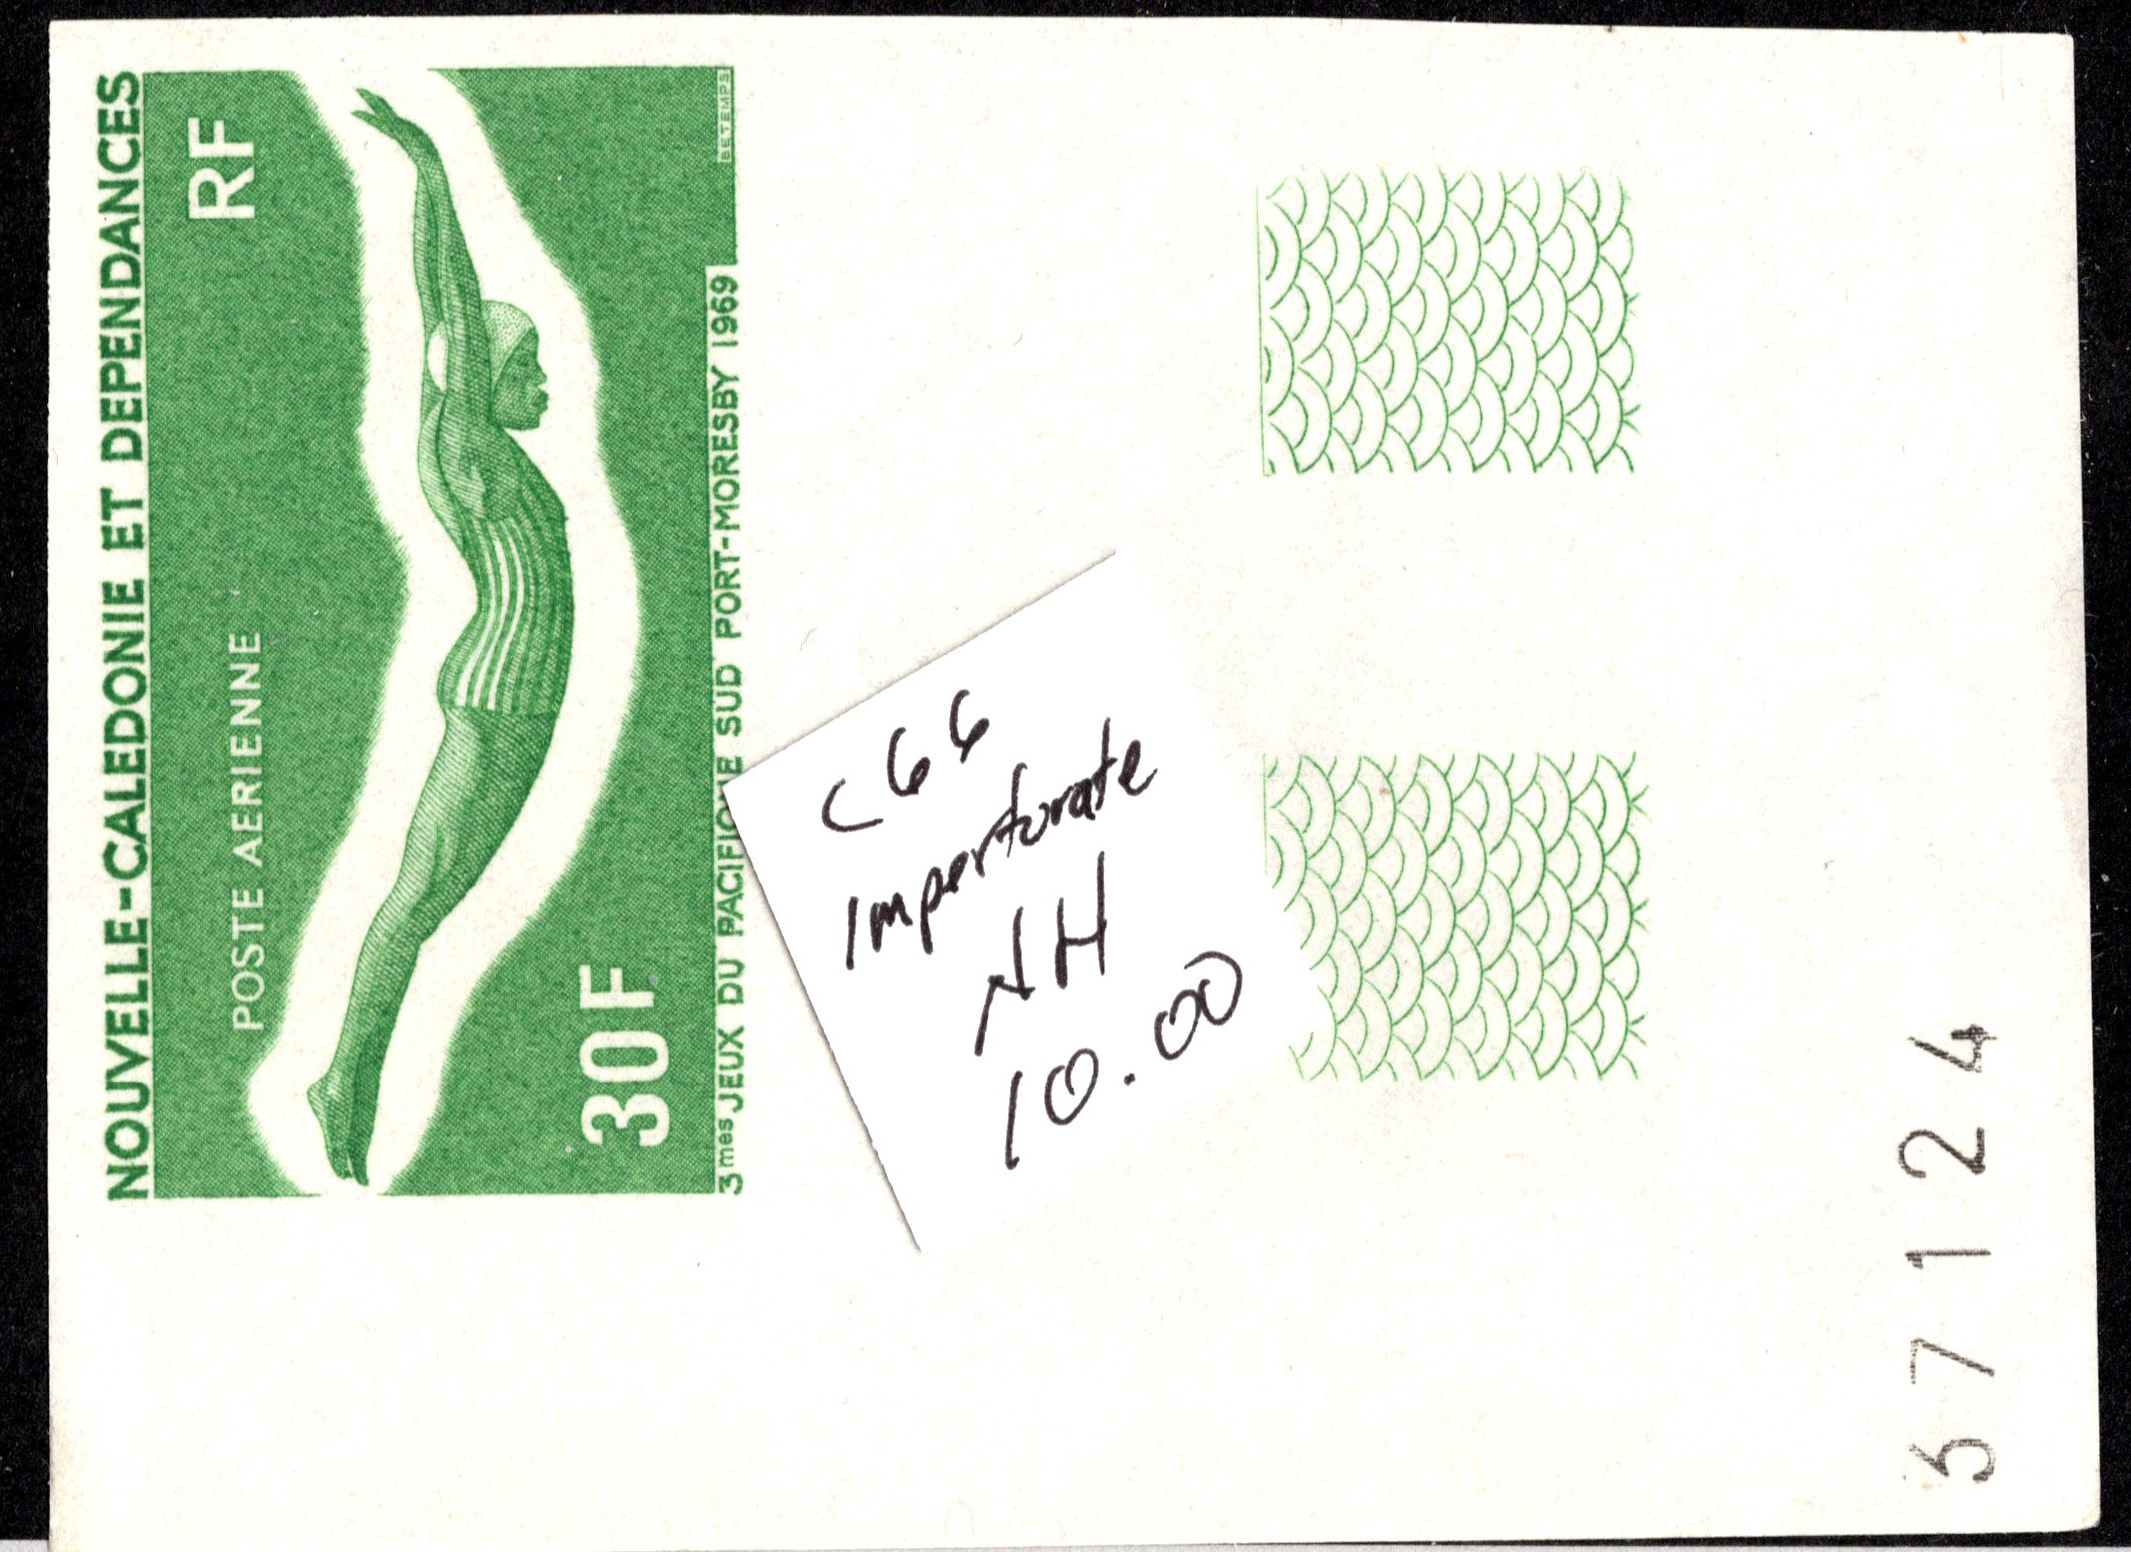 NOUVELLE-CALEDONIE ET DEPENDANCES
RF
POSTE AERIENNE
30F
BETEMPS
3mes JEUX DU PACIFIQUE SUD PORT-MORESBY 1969
C66
Imperforate
NH
10.00
57124